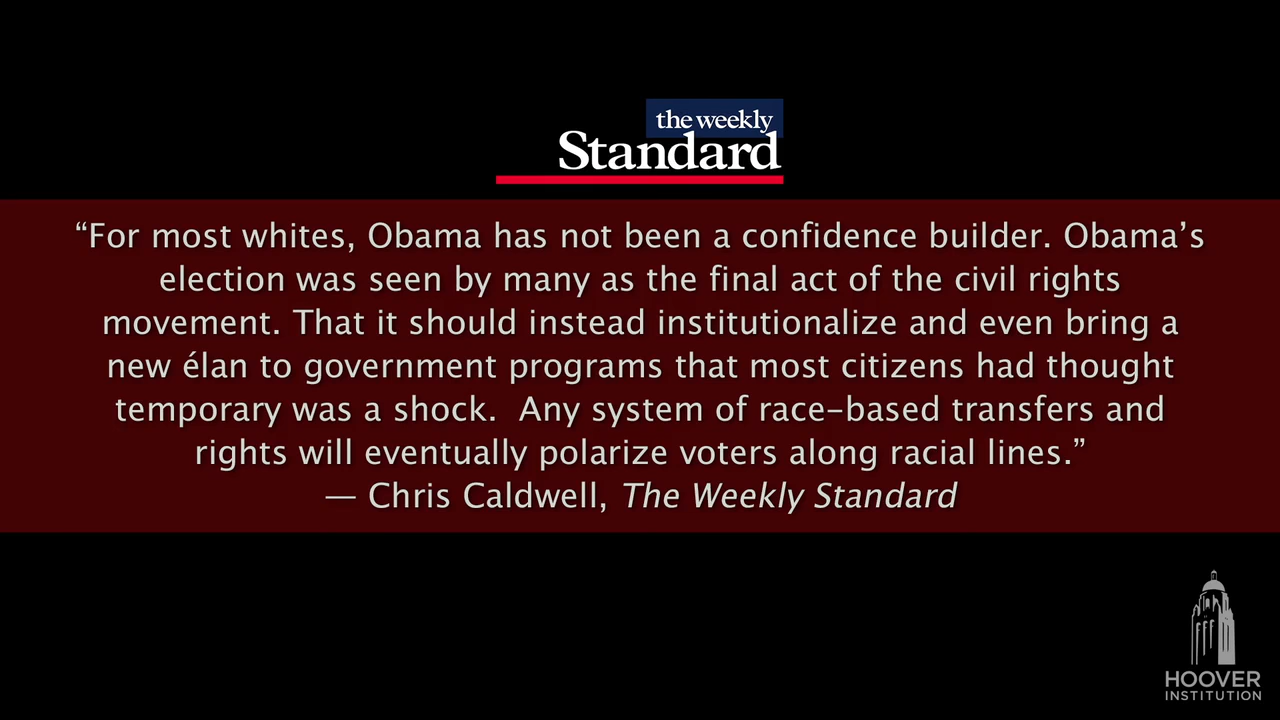 the weekly
Standard
“For most whites, Obama has not been a confidence builder. Obama’s
election was seen by many as the final act of the civil rights
movement. That it should instead institutionalize and even bring a
new élan to government programs that most citizens had thought
temporary was a shock.  Any system of race–based transfers and
rights will eventually polarize voters along racial lines.”
— Chris Caldwell, The Weekly Standard
HOOVER
INSTITUTION